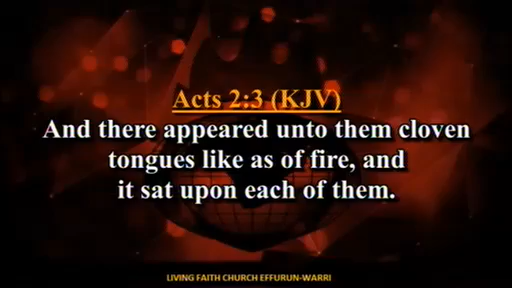 Acts 2:3 (KJV)
And there appeared unto them cloven
tongues like as of fire, and
it sat upon each of them.
LIVING FAITH CHURCH EFFURUN-WARRI